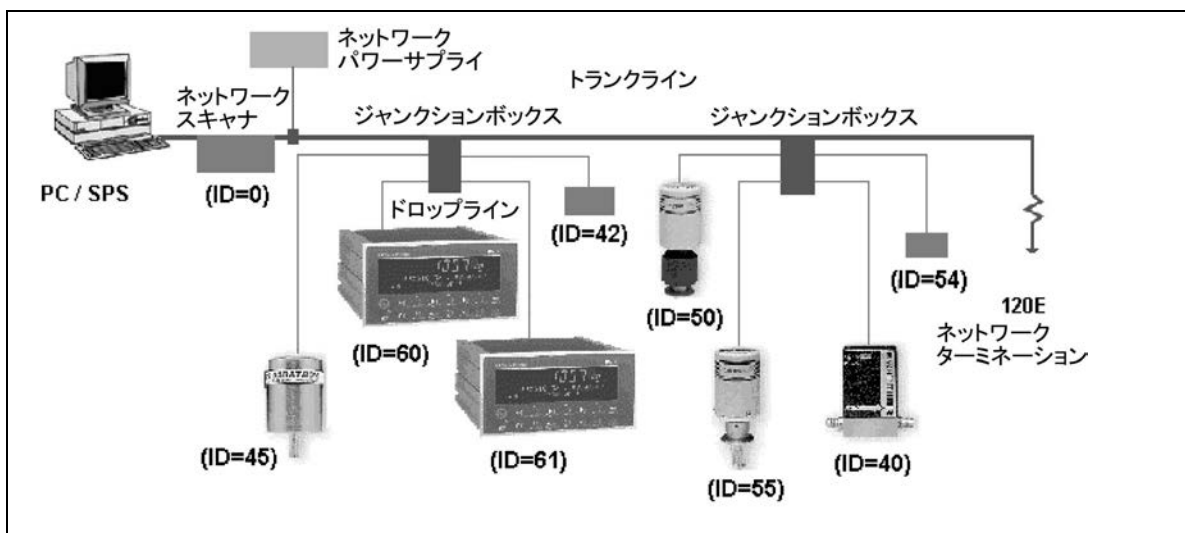 ネットワーク
パワーサプライ
トランクライン
ネットワーク
スキャナ
ジャンクションボックス
ジャンクションボックス
PC / SPS
(ID=0)
ドロップライン
(ID=42)
(ID=54)
(ID=50)
120E
ネットワーク
ターミネーション
(ID=60)
(ID=45)
(ID=61)
(ID=55)
(ID=40)